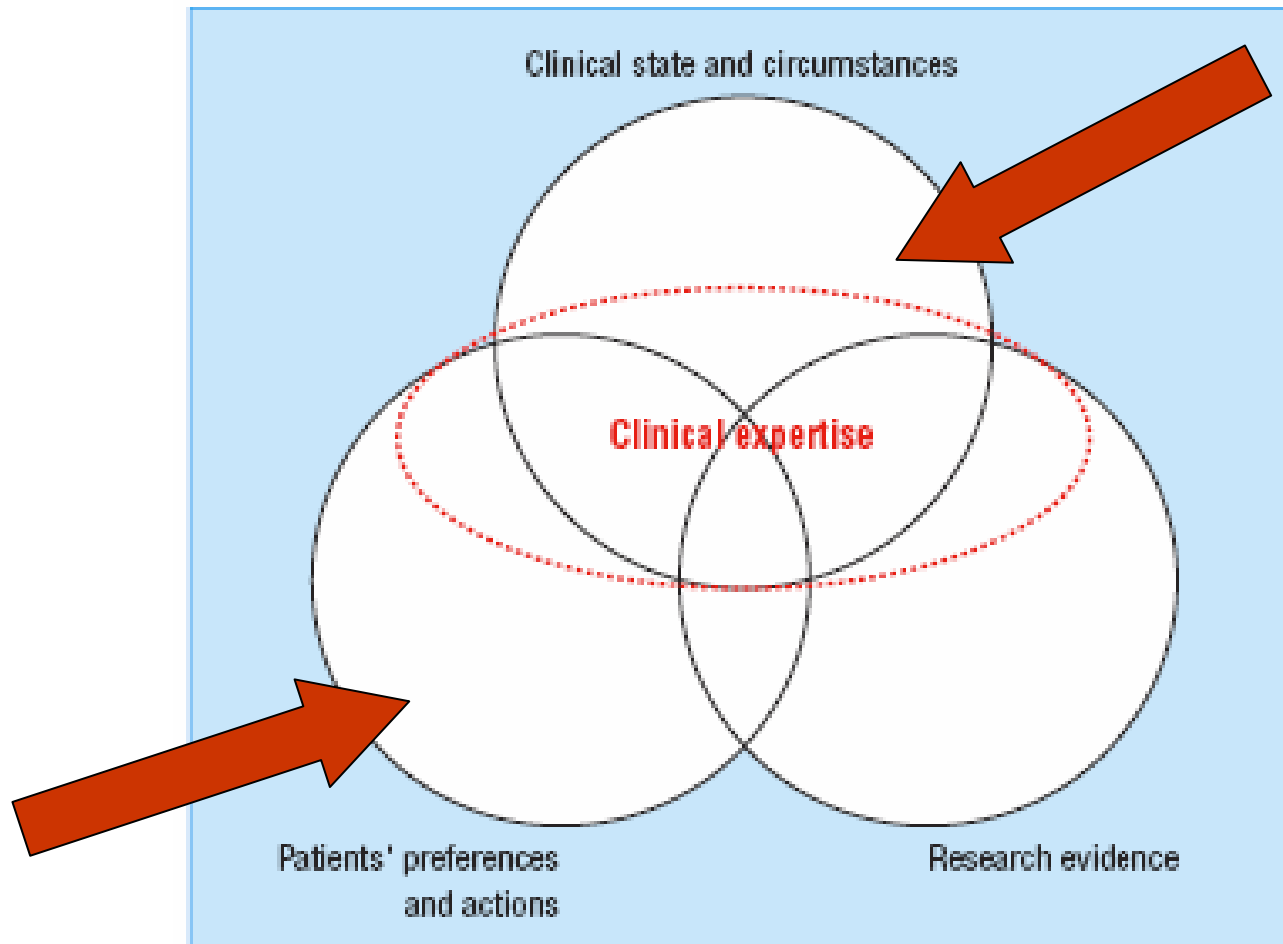 Clinical state and circumstances
Clinical expertise
Patients' preferences
and actions
Research evidence